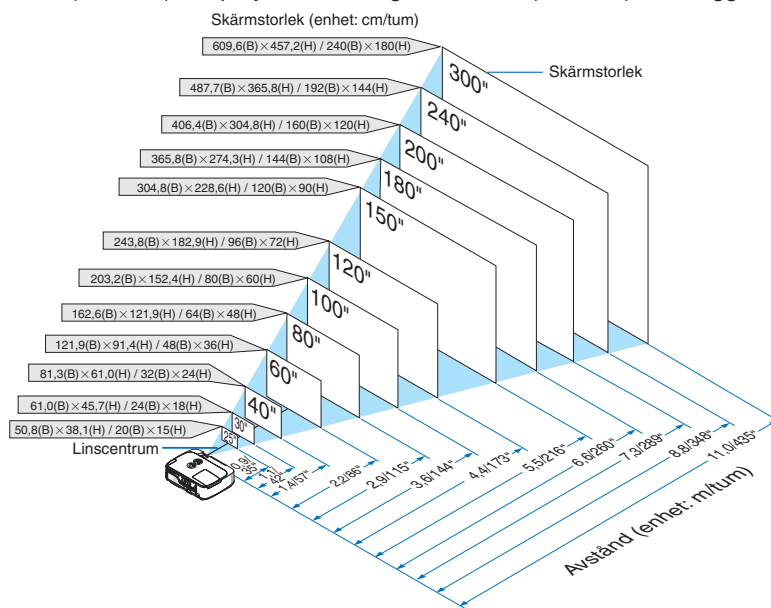 Skärmstorlek (enhet: cm/tum)
609,6(B)×457,2(H) / 240(B)×180(H)
Skärmstorlek
300"
487,7(B)×365,8(H) / 192(B)×144(H)
240"
406,4(B)×304,8(H) / 160(B)×120(H)
200"
365,8(B)×274,3(H) / 144(B)×108(H)
180"
304,8(B)×228,6(H) / 120(B)×90(H)
150"
243,8(B)×182,9(H) / 96(B)×72(H)
120"
203,2(B)×152,4(H) / 80(B)×60(H)
100"
162,6(B)×121,9(H) / 64(B)×48(H)
80"
121,9(B)×91,4(H) / 48(B)×36(H)
60"
81,3(B)×61,0(H) / 32(B)×24(H)
40"
61,0(B)×45,7(H) / 24(B)×18(H)
30"
50,8(B)×38,1(H) / 20(B)×15(H)
25"
Linscentrum
0,9/
35"
42"
1,4/57"
2,2/86"
2,9/115"
3,6/144"
4,4/173"
5,5/216"
6,6/260"
7,3/289"
8,8/348"
11,0/435"
Avstånd (enhet: m/tum)